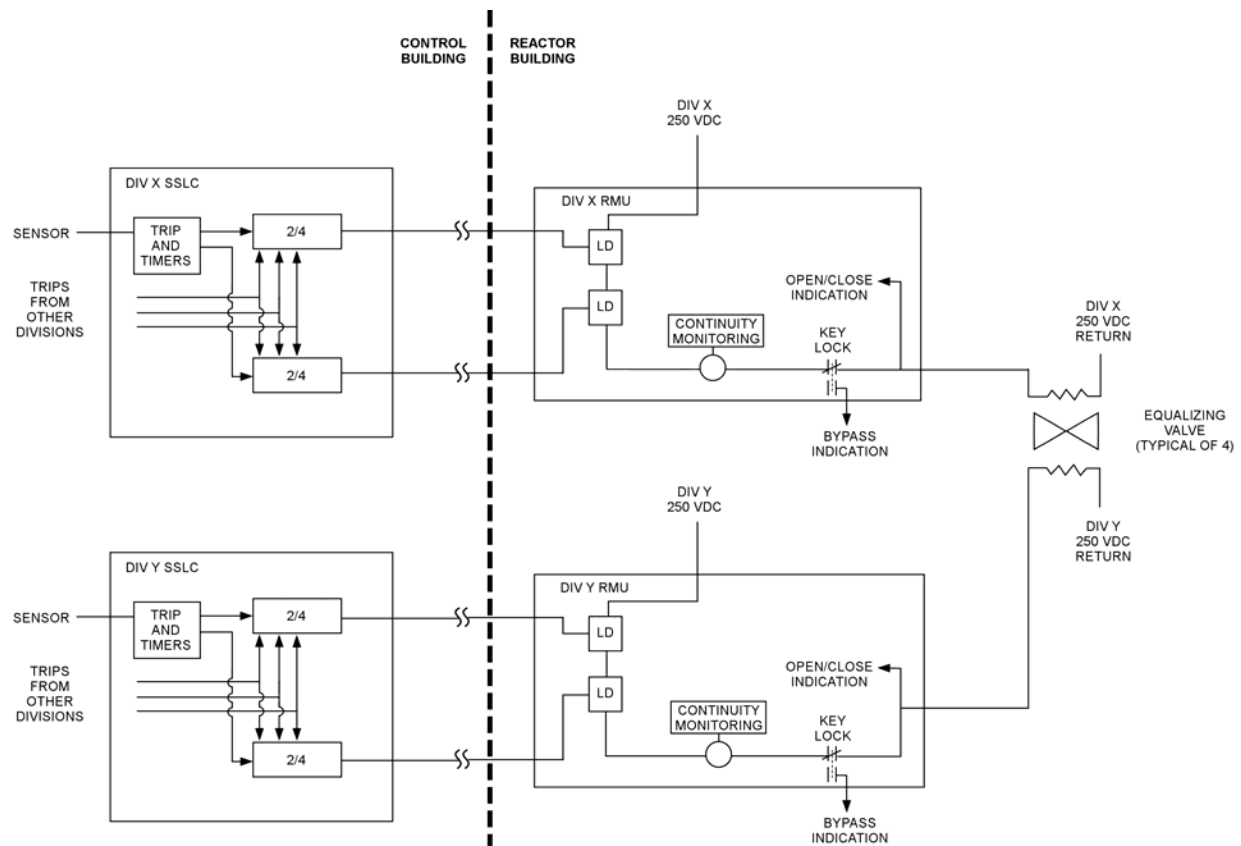 CONTROL
BUILDING
REACTOR
BUILDING
DIV X
250 VDC
DIV X SSLC
SENSOR
TRIP
AND
TIMERS
2/4
TRIPS
FROM
OTHER
DIVISIONS
2/4
DIV X RMU
LD
LD
OPEN/CLOSE
INDICATION
CONTINUITY
MONITORING
KEY
LOCK
BYPASS
INDICATION
DIV X
250 VDC
RETURN
EQUALIZING
VALVE
(TYPICAL OF 4)
DIV Y
250 VDC
RETURN
DIV Y
250 VDC
DIV Y SSLC
SENSOR
TRIP
AND
TIMERS
2/4
TRIPS
FROM
OTHER
DIVISIONS
2/4
DIV Y RMU
LD
LD
OPEN/CLOSE
INDICATION
CONTINUITY
MONITORING
KEY
LOCK
BYPASS
INDICATION